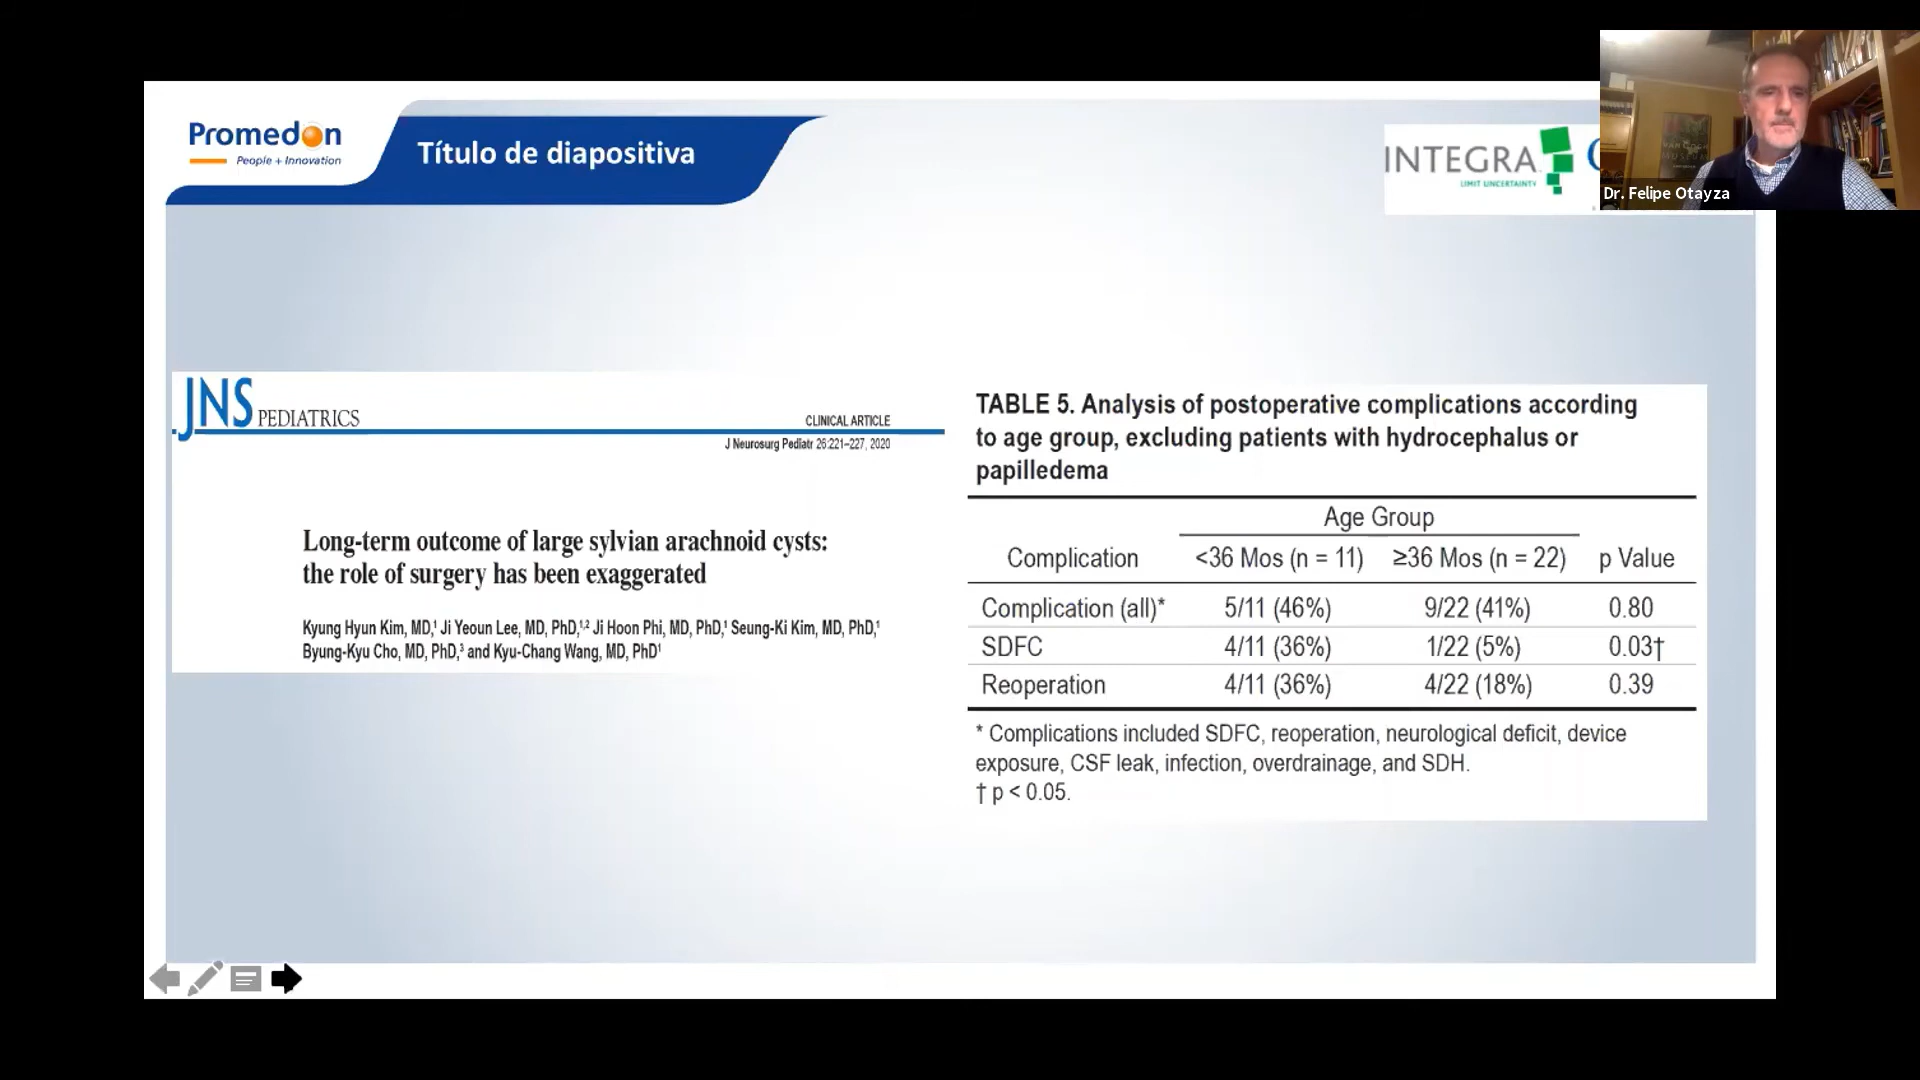 Promedon
People + Innovation
Título de diapositiva
INTEGRA
LIMIT UNCERTAINTY
Dr. Felipe Otayza
JNS PEDIATRICS
CLINICAL ARTICLE
J Neurosurg Pediatr 26:221–227, 2020
Long-term outcome of large sylvian arachnoid cysts:
the role of surgery has been exaggerated
Kyung Hyun Kim, MD,¹ Ji Yeoun Lee, MD, PhD,¹,² Ji Hoon Phi, MD, PhD,¹ Seung-Ki Kim, MD, PhD,¹
Byung-Kyu Cho, MD, PhD,³ and Kyu-Chang Wang, MD, PhD¹
TABLE 5. Analysis of postoperative complications according
to age group, excluding patients with hydrocephalus or
papilledema
Age Group
Complication <36 Mos (n = 11) ≥36 Mos (n = 22) p Value
Complication (all)* 5/11 (46%) 9/22 (41%) 0.80
SDFC 4/11 (36%) 1/22 (5%) 0.03†
Reoperation 4/11 (36%) 4/22 (18%) 0.39
* Complications included SDFC, reoperation, neurological deficit, device
exposure, CSF leak, infection, overdrainage, and SDH.
† p < 0.05.